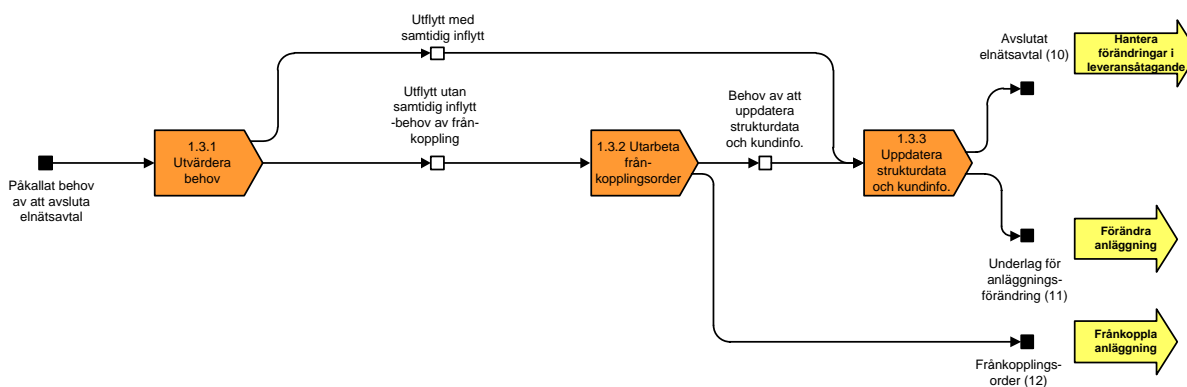 Utflytt med
samtidig inflytt
Avslutat
elnätsavtal (10)
Hantera
förändringar i
leveransåtagande
Utflytt utan
samtidig inflytt
-behov av från-
koppling
Behov av att
uppdatera
strukturdata
och kundinfo.
1.3.1
Utvärdera
behov
1.3.2 Utarbeta
från-
kopplingsorder
1.3.3
Uppdatera
strukturdata
och kundinfo.
Påkallat behov
av att avsluta
elnätsavtal
Förändra
anläggning
Underlag för
anläggnings-
förändring (11)
Frånkoppla
anläggning
Frånkopplings-
order (12)